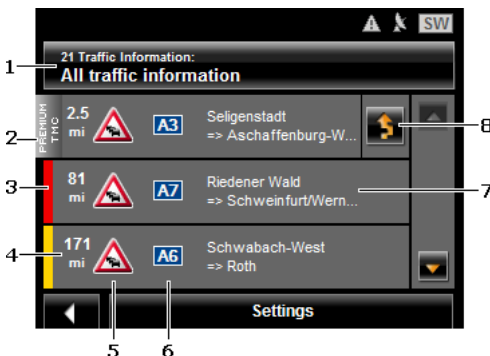 SW
21 Traffic Information:
1
All traffic information
PREMIUM
TMC
2
2.5
mi
A3
Seligenstadt
=> Aschaffenburg-W...
8
3
81
mi
A7
Riedener Wald
=> Schweinfurt/Wern...
7
4
171
mi
A6
Schwabach-West
=> Roth
Settings
5 6